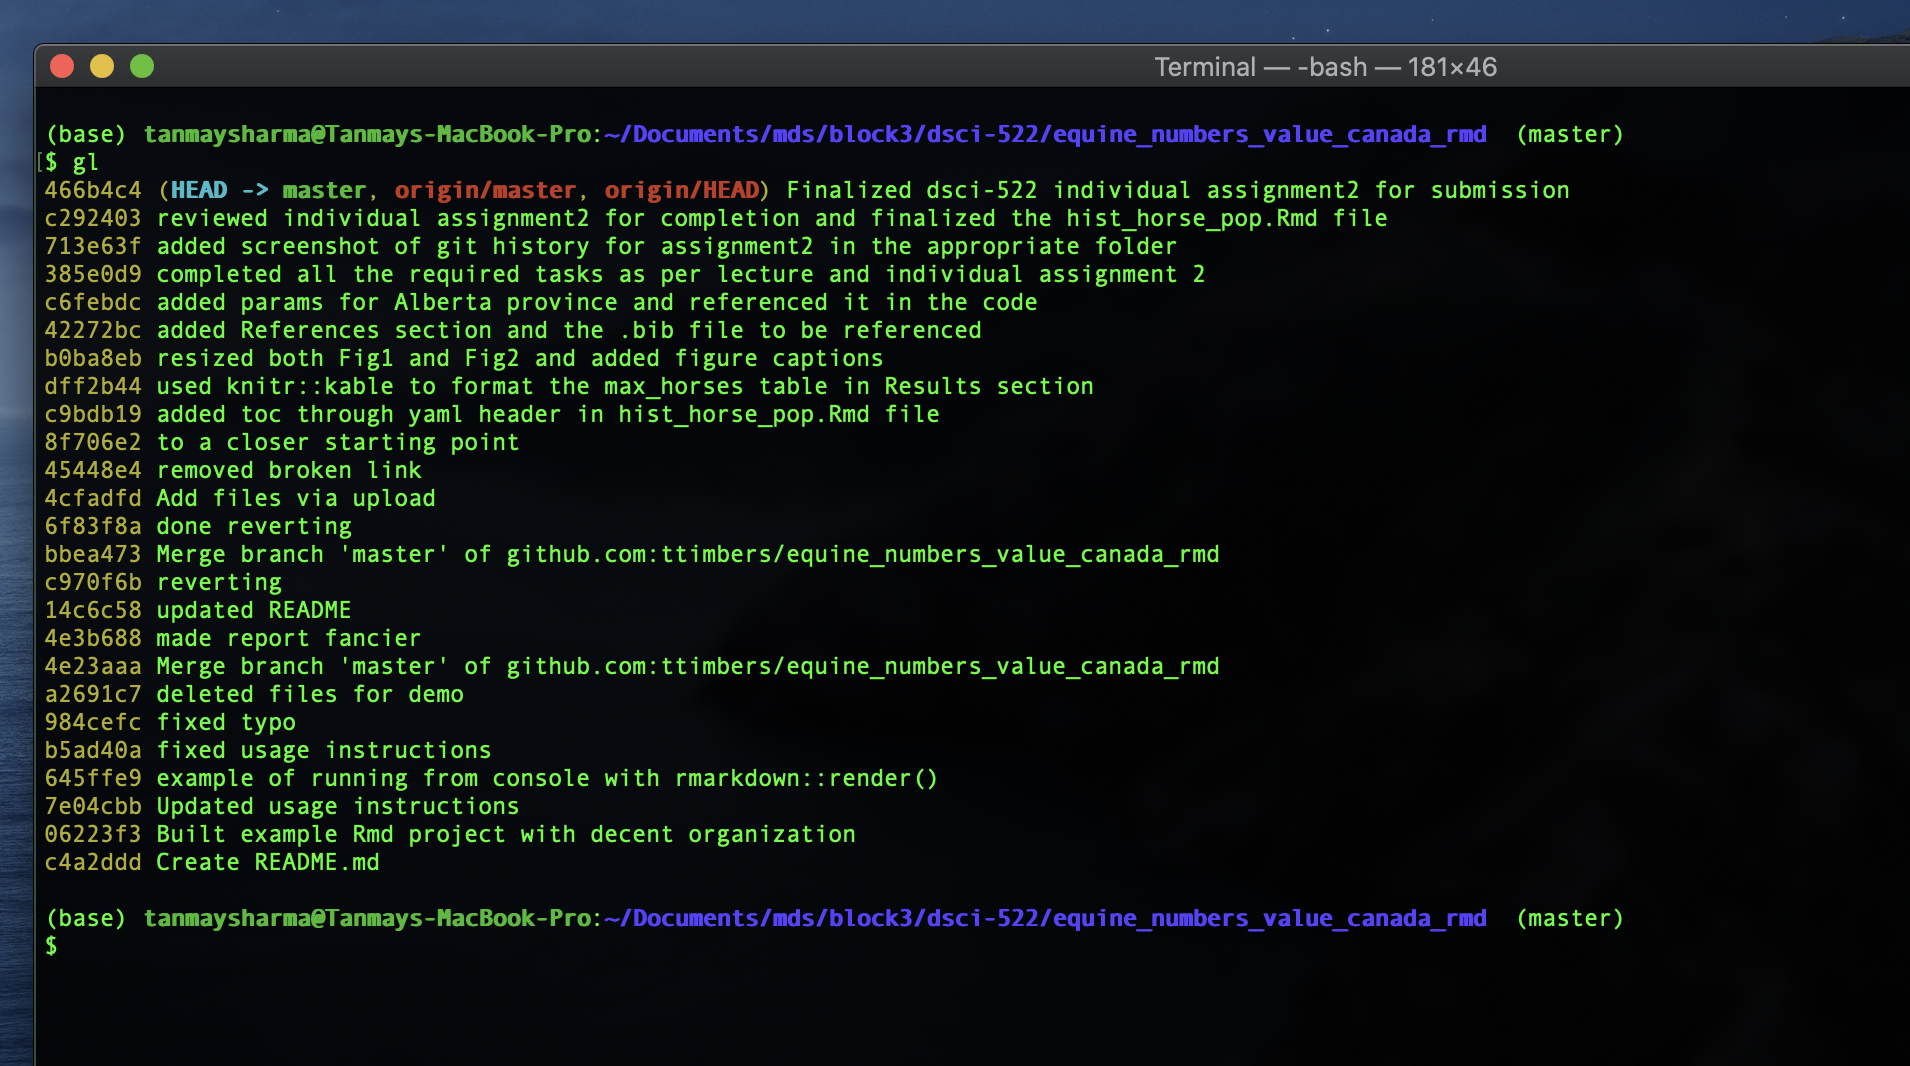 Terminal — -bash — 181×46
(base) tanmaysharma@Tanmays-MacBook-Pro:~/Documents/mds/block3/dsci-522/equine_numbers_value_canada_rmd (master)
[$ gl
466b4c4 (HEAD -> master, origin/master, origin/HEAD) Finalized dsci-522 individual assignment2 for submission
c292403 reviewed individual assignment2 for completion and finalized the hist_horse_pop.Rmd file
713e63f added screenshot of git history for assignment2 in the appropriate folder
385e0d9 completed all the required tasks as per lecture and individual assignment 2
c6febdc added params for Alberta province and referenced it in the code
42272bc added References section and the .bib file to be referenced
b0ba8eb resized both Fig1 and Fig2 and added figure captions
dff2b44 used knitr::kable to format the max_horses table in Results section
c9bdb19 added toc through yaml header in hist_horse_pop.Rmd file
8f706e2 to a closer starting point
45448e4 removed broken link
4cfadfd Add files via upload
6f83f8a done reverting
bbea473 Merge branch 'master' of github.com:ttimbers/equine_numbers_value_canada_rmd
c970f6b reverting
14c6c58 updated README
4e3b688 made report fancier
4e23aaa Merge branch 'master' of github.com:ttimbers/equine_numbers_value_canada_rmd
a2691c7 deleted files for demo
984cefc fixed typo
b5ad40a fixed usage instructions
645ffe9 example of running from console with rmarkdown::render()
7e04cbb Updated usage instructions
06223f3 Built example Rmd project with decent organization
c4a2ddd Create README.md
(base) tanmaysharma@Tanmays-MacBook-Pro:~/Documents/mds/block3/dsci-522/equine_numbers_value_canada_rmd (master)
$